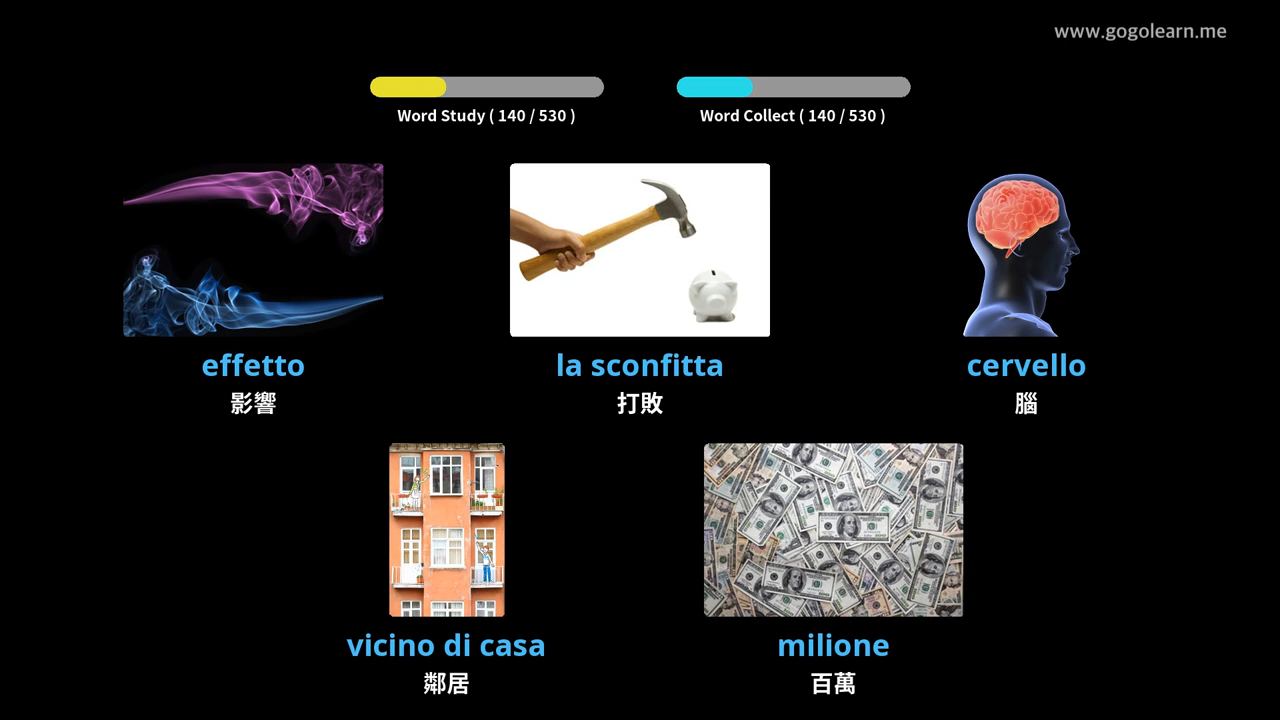 www.gogolearn.me
Word Study ( 140 / 530 )
Word Collect ( 140 / 530 )
effetto
影響
la sconfitta
打敗
cervello
腦
vicino di casa
鄰居
milione
百萬